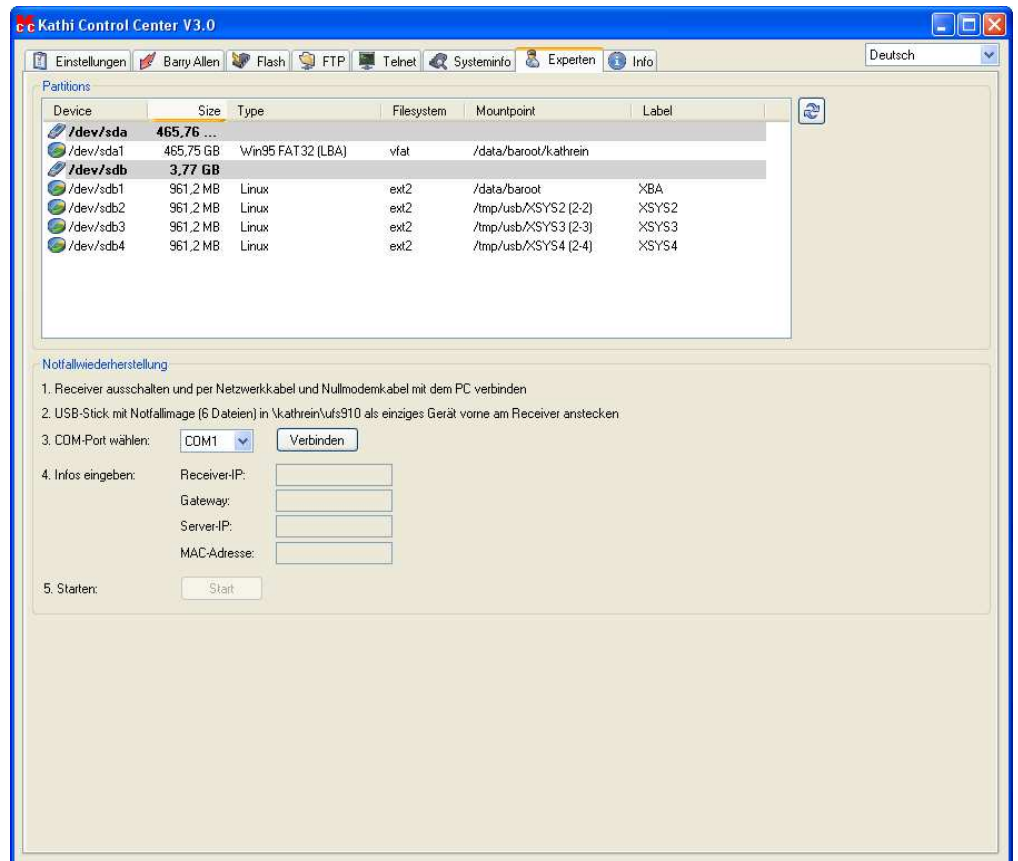 Kathi Control Center V3.0
Einstellungen Barry Allen Flash FTP Telnet Systeminfo Experten Info Deutsch
Partitions
Device Size Type Filesystem Mountpoint Label
/dev/sda 465,76 ...
/dev/sda1 465,75 GB Win95 FAT32 (LBA) vfat /data/baroot/kathrein
/dev/sdb 3,77 GB
/dev/sdb1 961,2 MB Linux ext2 /data/baroot XBA
/dev/sdb2 961,2 MB Linux ext2 /tmp/usb/XSYS2 (2-2) XSYS2
/dev/sdb3 961,2 MB Linux ext2 /tmp/usb/XSYS3 (2-3) XSYS3
/dev/sdb4 961,2 MB Linux ext2 /tmp/usb/XSYS4 (2-4) XSYS4
Notfallwiederherstellung
1. Receiver ausschalten und per Netzwerkkabel und Nullmodemkabel mit dem PC verbinden
2. USB-Stick mit Notfallimage (6 Dateien) in \kathrein\ufs910 als einziges Gerät vorne am Receiver anstecken
3. COM-Port wählen: COM1 Verbinden
4. Infos eingeben: Receiver-IP:
Gateway:
Server-IP:
MAC-Adresse:
5. Starten: Start